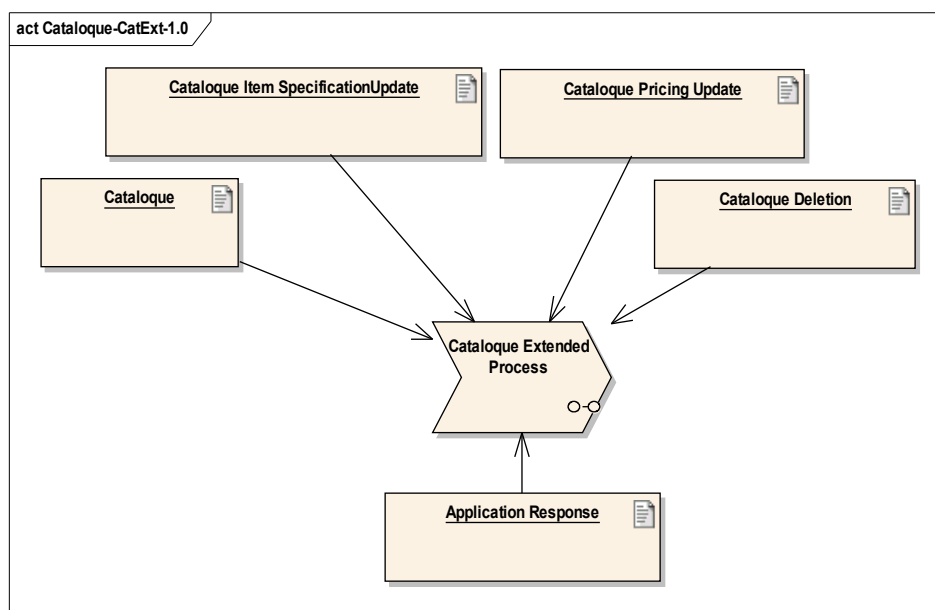 act Cataloque-CatExt-1.0
Cataloque Item SpecificationUpdate
Cataloque Pricing Update
Cataloque
Cataloque Deletion
Cataloque Extended
Process
Application Response